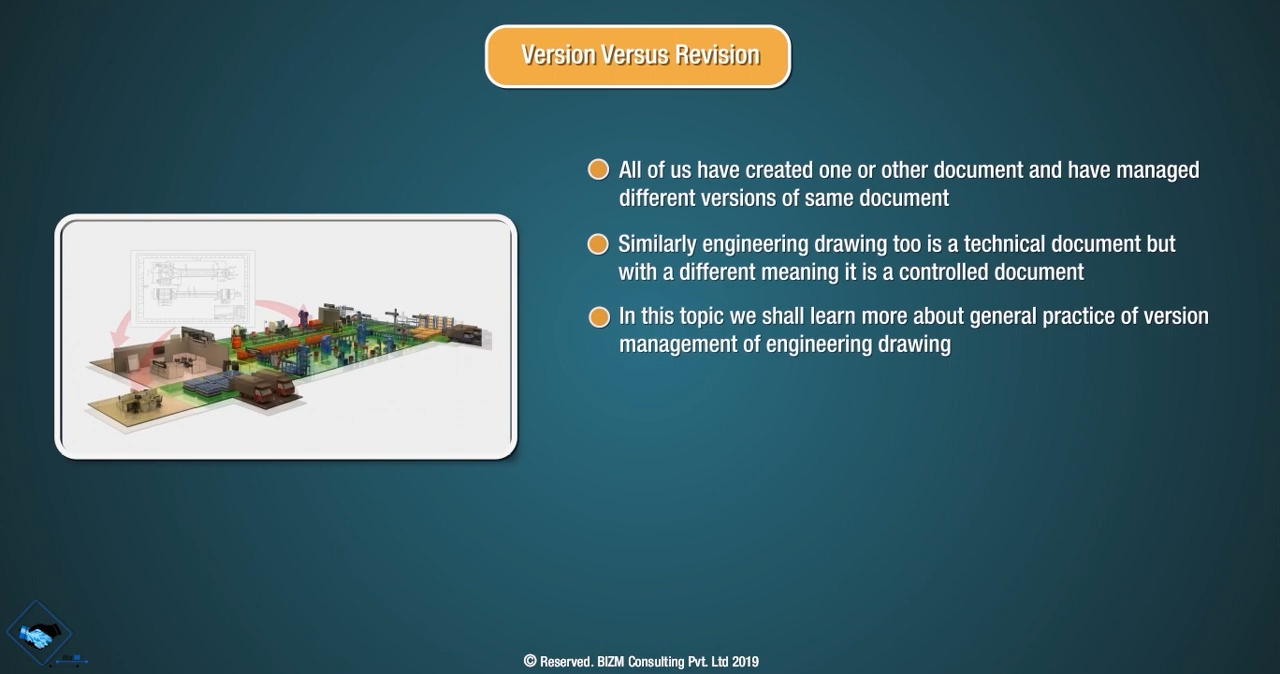 Version Versus Revision
All of us have created one or other document and have managed
different versions of same document
Similarly engineering drawing too is a technical document but
with a different meaning it is a controlled document
In this topic we shall learn more about general practice of version
management of engineering drawing
© Reserved. BIZM Consulting Pvt. Ltd 2019